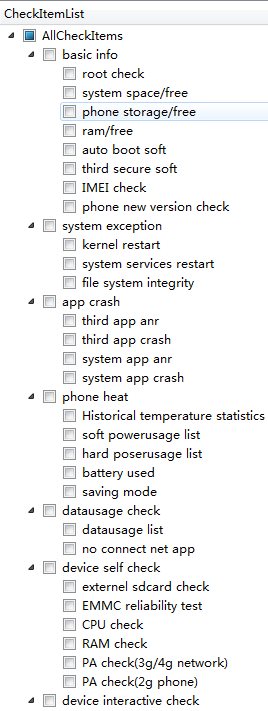 CheckItemList
AllCheckItems
basic info
root check
system space/free
phone storage/free
ram/free
auto boot soft
third secure soft
IMEI check
phone new version check
system exception
kernel restart
system services restart
file system integrity
app crash
third app anr
third app crash
system app anr
system app crash
phone heat
Historical temperature statistics
soft powerusage list
hard poserusage list
battery used
saving mode
datausage check
datausage list
no connect net app
device self check
externel sdcard check
EMMC reliability test
CPU check
RAM check
PA check(3g/4g network)
PA check(2g phone)
device interactive check